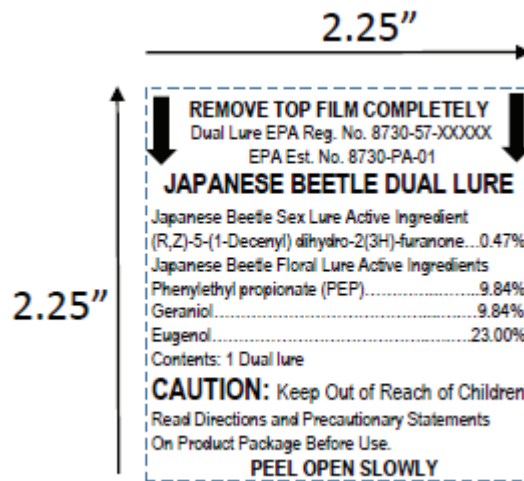 2.25”
2.25”
REMOVE TOP FILM COMPLETELY
Dual Lure EPA Reg. No. 8730-57-XXXXX
EPA Est. No. 8730-PA-01
JAPANESE BEETLE DUAL LURE
Japanese Beetle Sex Lure Active Ingredient
(R,Z)-5-(1-Decenyl) dihydro-2(3H)-furanone...0.47%
Japanese Beetle Floral Lure Active Ingredients
Phenylethyl propionate (PEP)..............................9.84%
Geraniol..........................................................9.84%
Eugenol.........................................................23.00%
Contents: 1 Dual lure
CAUTION: Keep Out of Reach of Children
Read Directions and Precautionary Statements
On Product Package Before Use.
PEEL OPEN SLOWLY